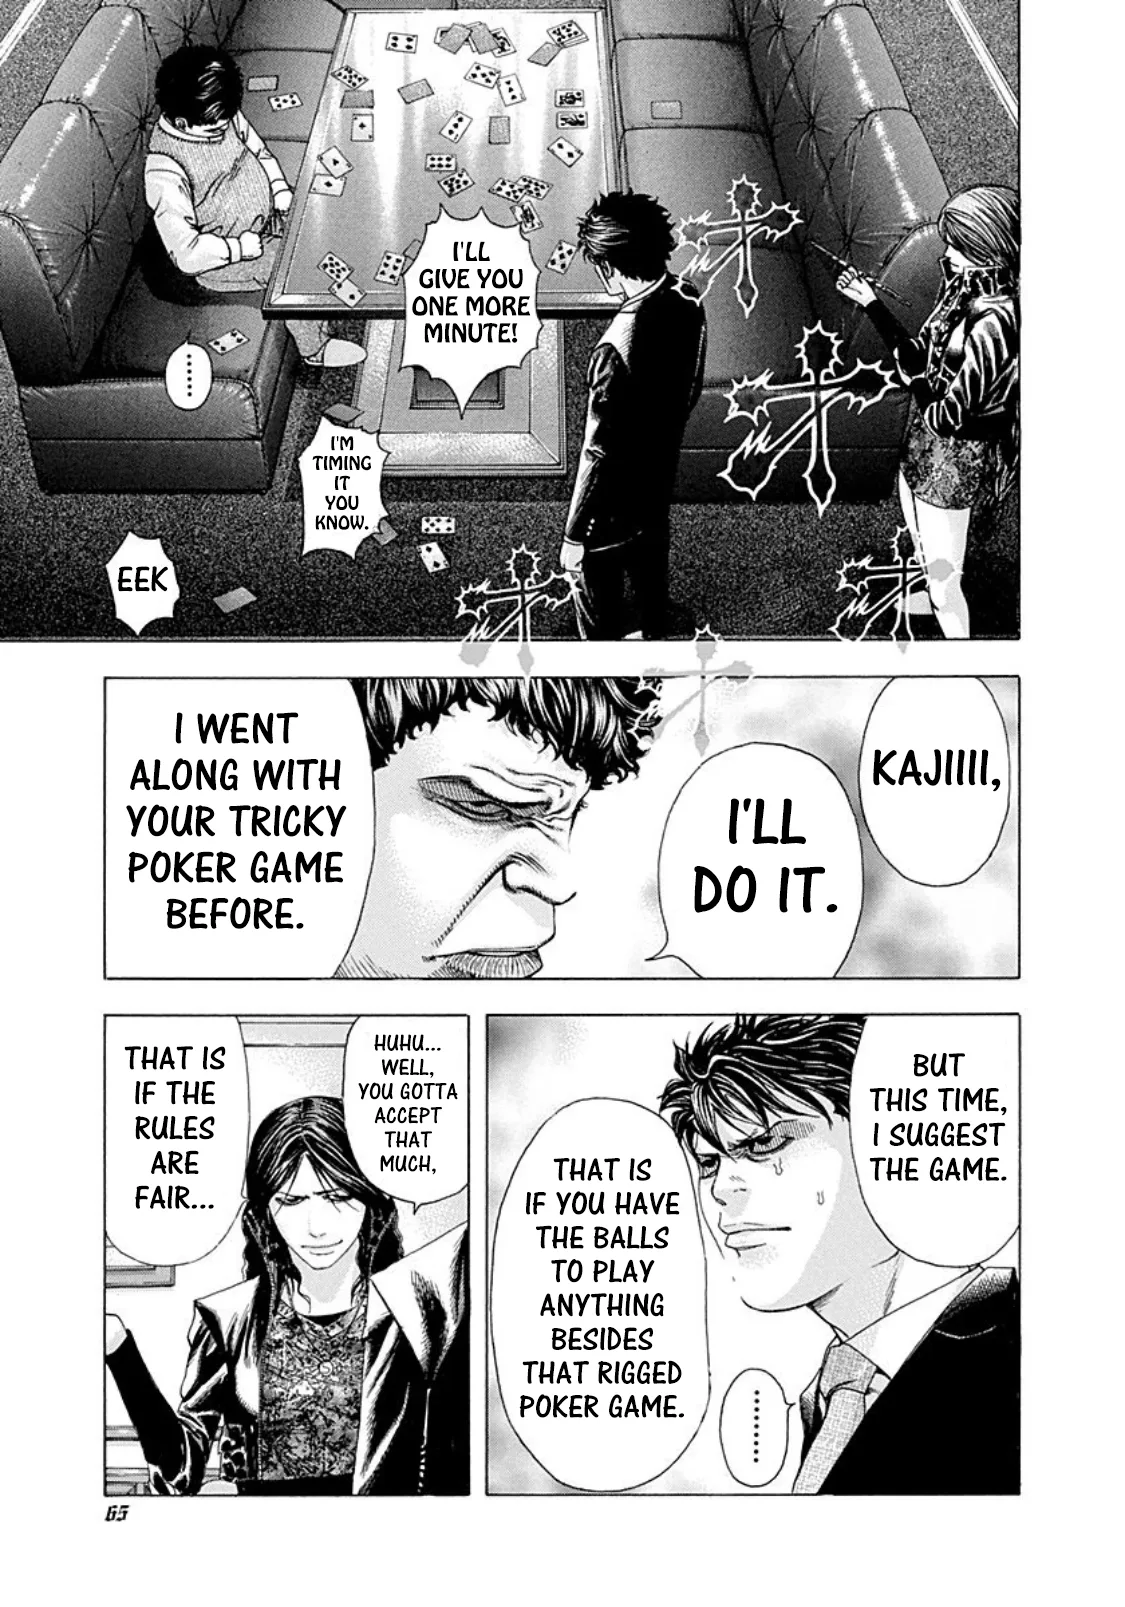 I'LL
GIVE YOU
ONE MORE
MINUTE!
I'M
TIMING
IT
YOU
KNOW.
........
EEK
KAJIIII,
I'LL
DO IT.
I WENT
ALONG WITH
YOUR TRICKY
POKER GAME
BEFORE.
BUT
THIS TIME,
I SUGGEST
THE GAME.
THAT IS
IF YOU HAVE
THE BALLS
TO PLAY
ANYTHING
BESIDES
THAT RIGGED
POKER GAME.
........
HUHU...
WELL,
YOU GOTTA
ACCEPT
THAT
MUCH,
THAT IS
IF THE
RULES
ARE
FAIR...
65